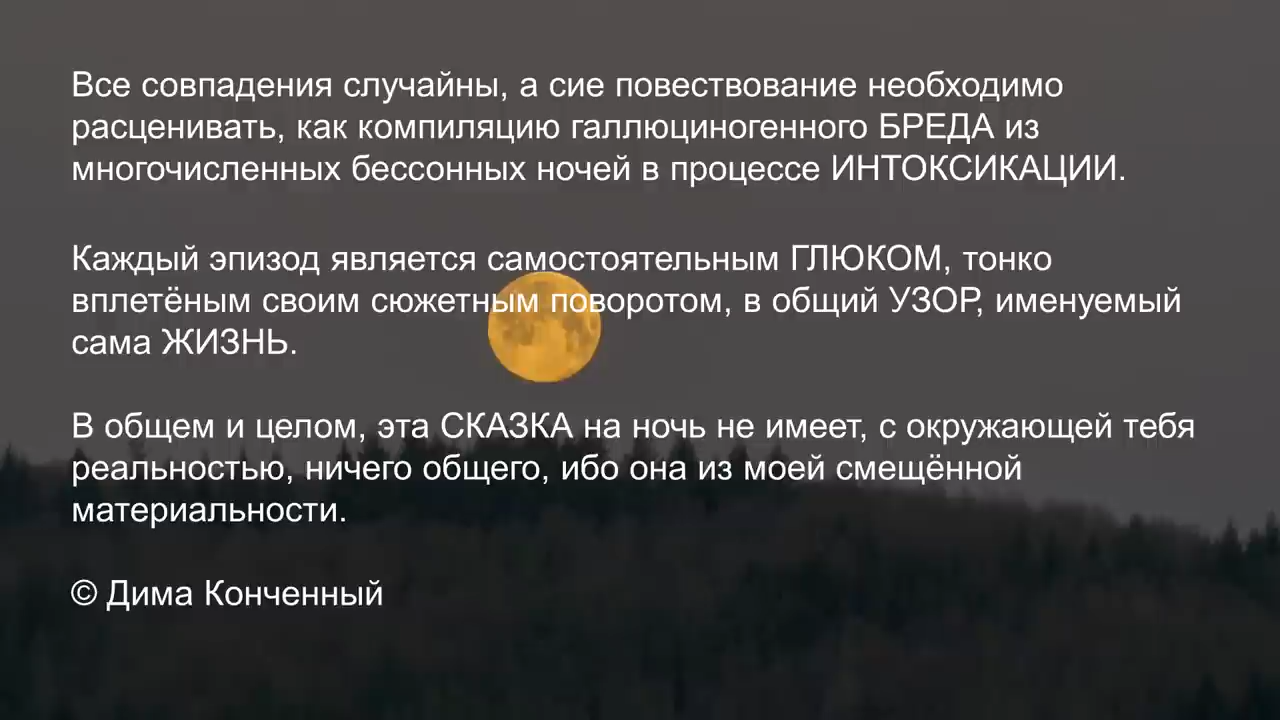 Все совпадения случайны, а сие повествование необходимо
расценивать, как компиляцию галлюциногенного БРЕДА из
многочисленных бессонных ночей в процессе ИНТОКСИКАЦИИ.
Каждый эпизод является самостоятельным ГЛЮКОМ, тонко
вплетёным своим сюжетным поворотом, в общий УЗОР, именуемый
сама ЖИЗНЬ.
В общем и целом, эта СКАЗКА на ночь не имеет, с окружающей тебя
реальностью, ничего общего, ибо она из моей смещённой
материальности.
© Дима Конченный